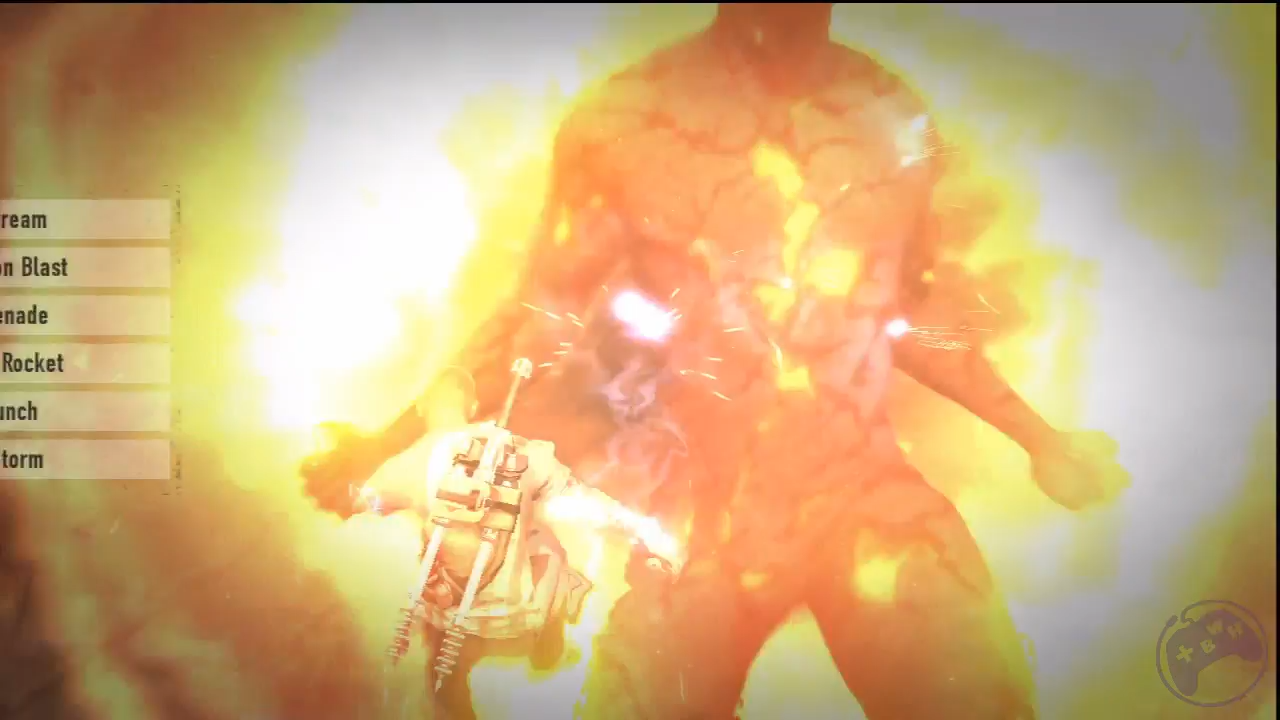 ream
on Blast
enade
Rocket
unch
torm
W
B H